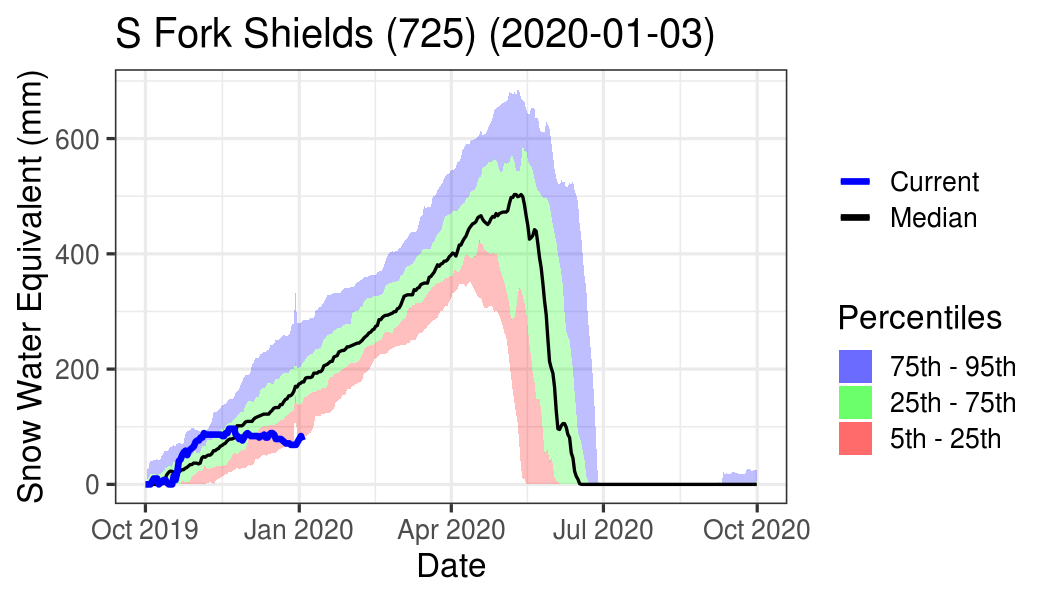 S Fork Shields (725) (2020-01-03)
Snow Water Equivalent (mm)
600
400
200
0
Oct 2019
Jan 2020
Apr 2020
Jul 2020
Oct 2020
Date
Current
Median
Percentiles
75th - 95th
25th - 75th
5th - 25th